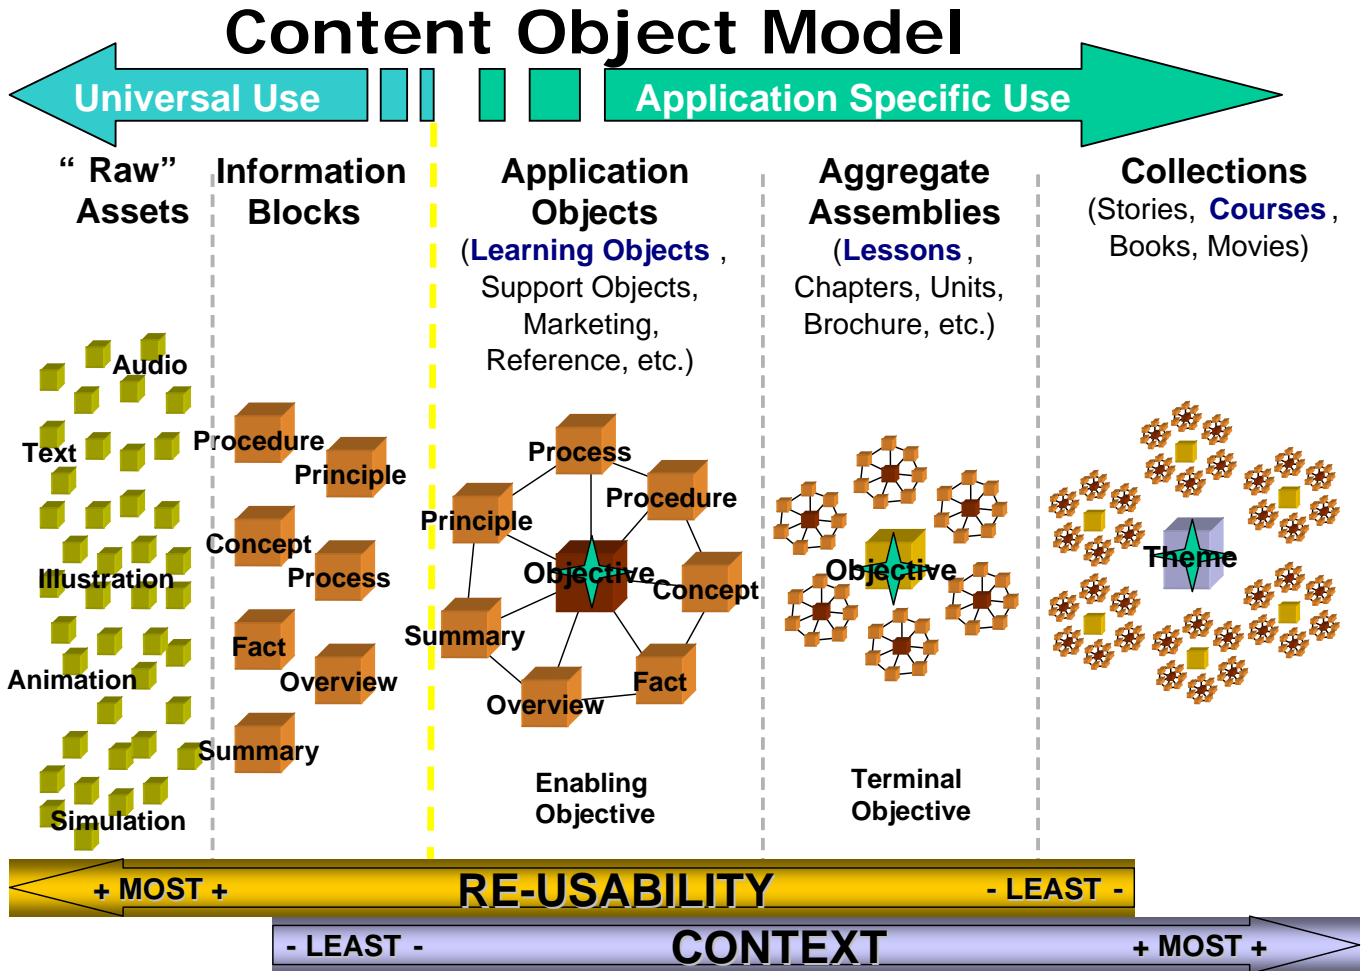 Content Object Model
Universal Use
Application Specific Use
“ Raw”
Assets
Information
Blocks
Application
Objects
(Learning Objects ,
Support Objects,
Marketing,
Reference, etc.)
Aggregate
Assemblies
(Lessons ,
Chapters, Units,
Brochure, etc.)
Collections
(Stories, Courses ,
Books, Movies)
Audio
Text
Illustration
Animation
Simulation
Procedure
Principle
Concept
Process
Fact
Overview
Summary
Process
Procedure
Principle
Objective
Concept
Summary
Fact
Overview
Enabling
Objective
Objective
Terminal
Objective
Theme
+ MOST +
RE-USABILITY
- LEAST -
- LEAST -
CONTEXT
+ MOST +